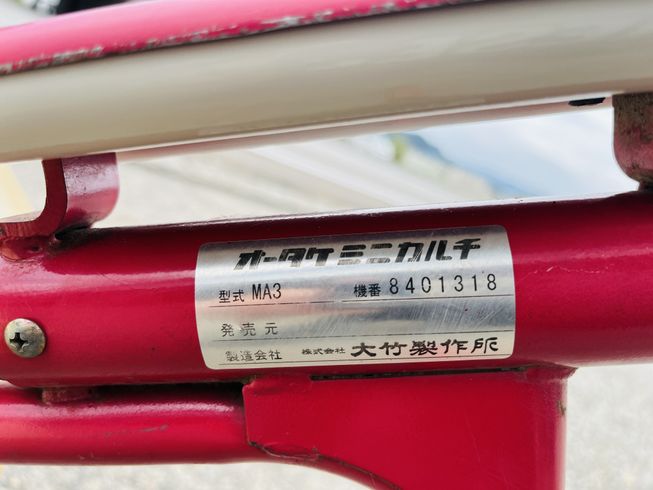 オータケミニカルチ
型式 MA3 機番 8401318
発売元
製造会社 株式会社 大竹製作所